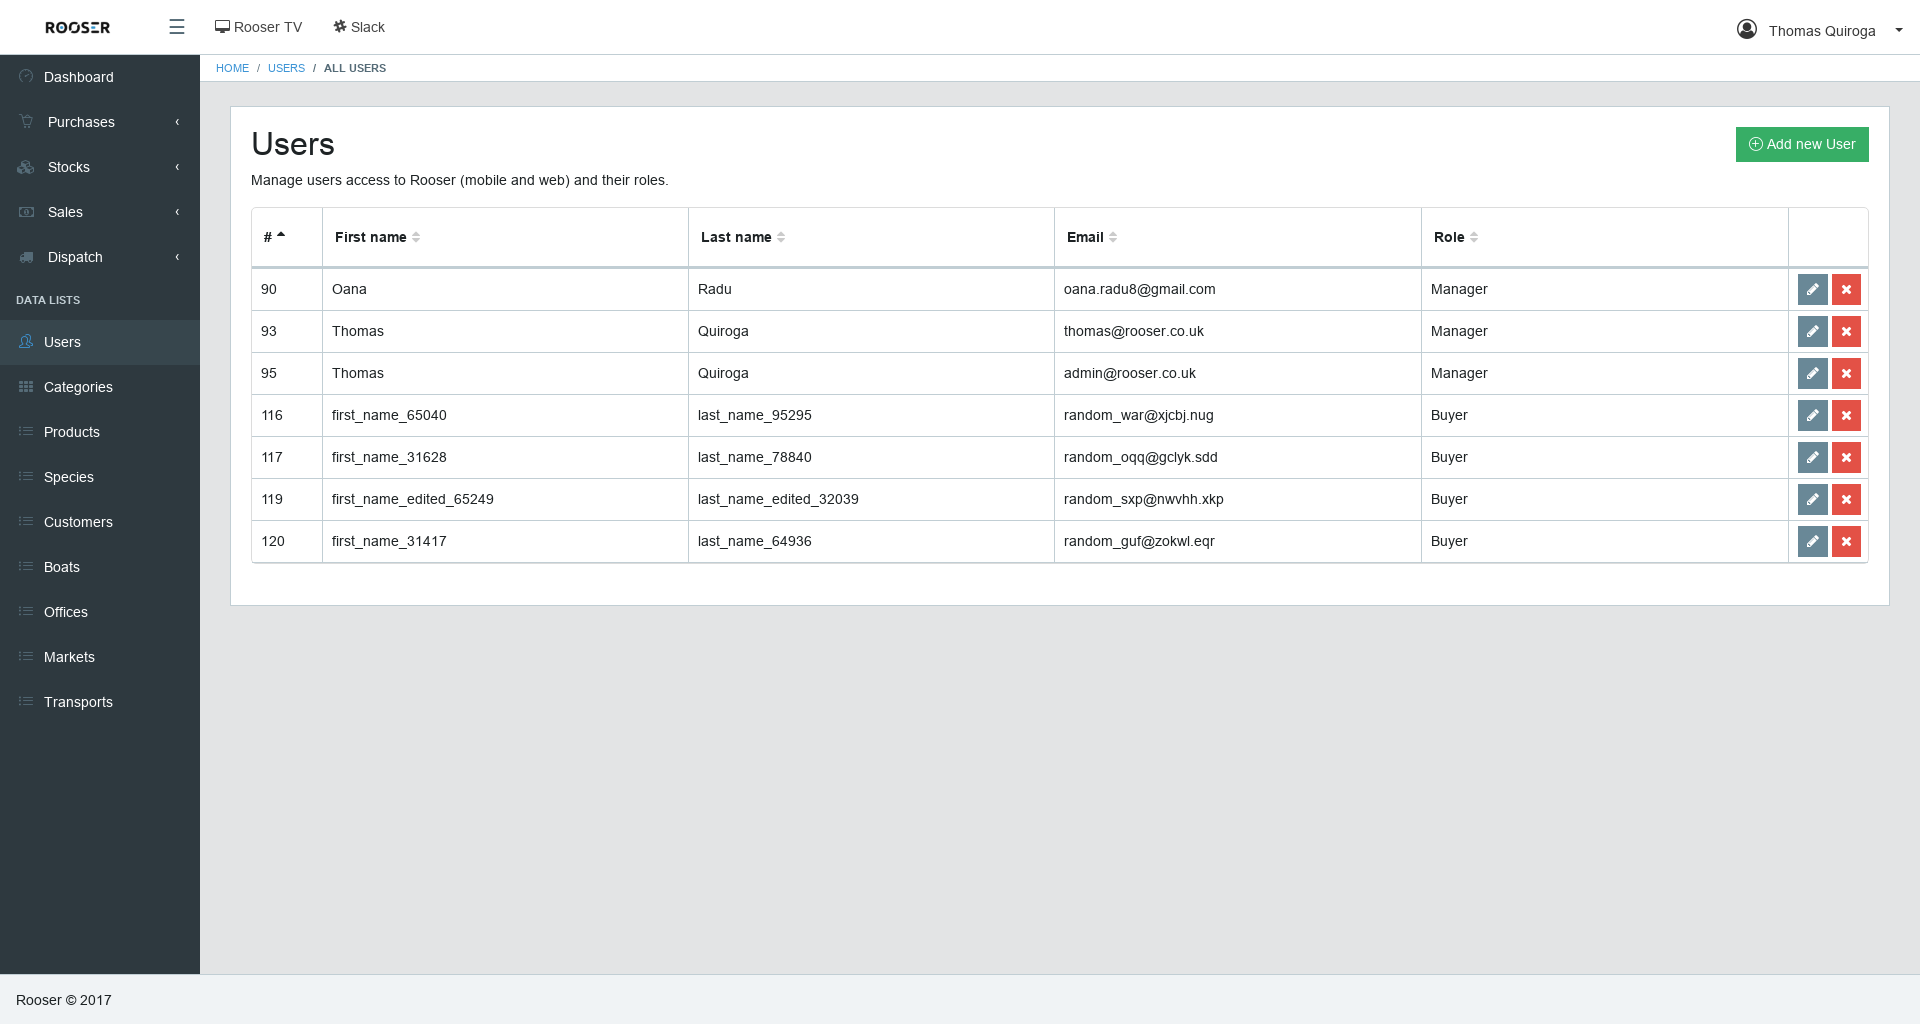 ROOSER
Rooser TV
Slack
Thomas Quiroga
Dashboard
Purchases
Stocks
Sales
Dispatch
DATA LISTS
Users
Categories
Products
Species
Customers
Boats
Offices
Markets
Transports
HOME / USERS / ALL USERS
Users
Add new User
Manage users access to Rooser (mobile and web) and their roles.
# First name Last name Email Role
90 Oana Radu oana.radu8@gmail.com Manager
93 Thomas Quiroga thomas@rooser.co.uk Manager
95 Thomas Quiroga admin@rooser.co.uk Manager
116 first_name_65040 last_name_95295 random_war@xjcbj.nug Buyer
117 first_name_31628 last_name_78840 random_oqq@gclyk.sdd Buyer
119 first_name_edited_65249 last_name_edited_32039 random_sxp@nwvhh.xkp Buyer
120 first_name_31417 last_name_64936 random_guf@zokwl.eqr Buyer
Rooser © 2017